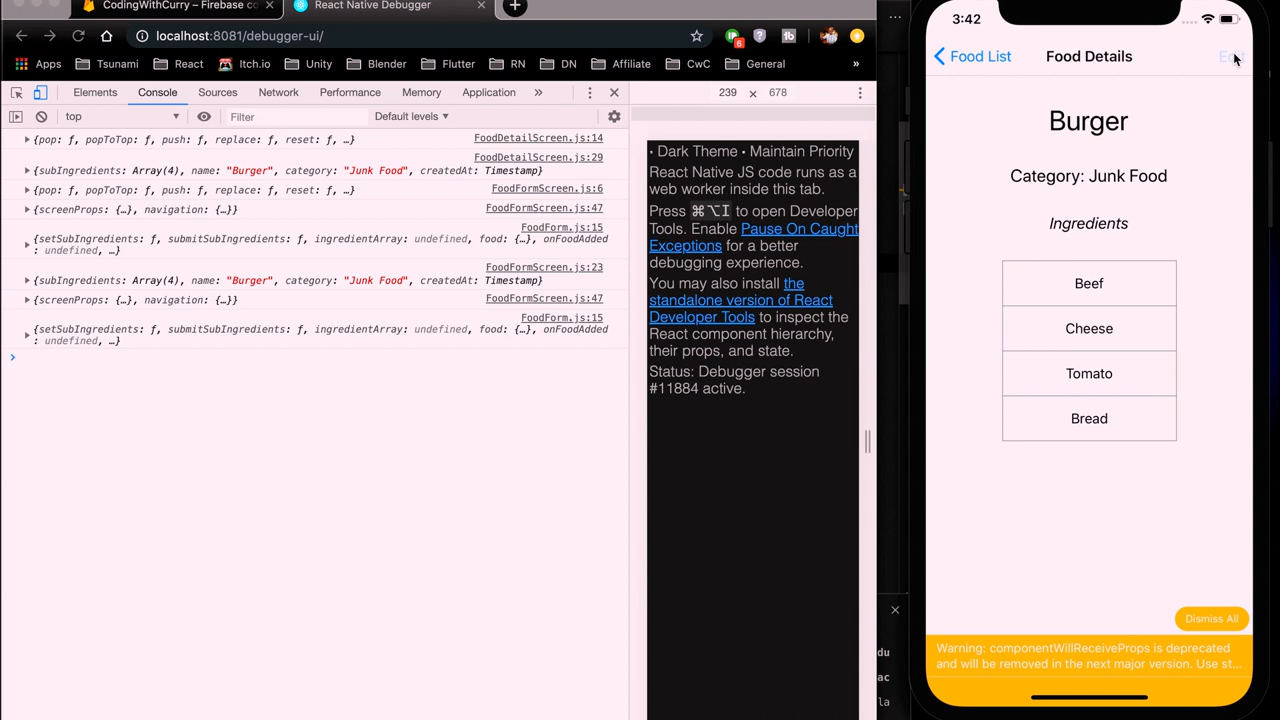 CodingWithCurry – Firebase co
React Native Debugger
localhost:8081/debugger-ui/
6
Apps
Tsunami
React
Itch.io
Unity
Blender
Flutter
RN
DN
Affiliate
CwC
General
»
Elements
Console
Sources
Network
Performance
Memory
Application
»
top
Filter
Default levels
{pop: ƒ, popToTop: ƒ, push: ƒ, replace: ƒ, reset: ƒ, …}
FoodDetailScreen.js:14
FoodDetailScreen.js:29
{subIngredients: Array(4), name: "Burger", category: "Junk Food", createdAt: Timestamp}
{pop: ƒ, popToTop: ƒ, push: ƒ, replace: ƒ, reset: ƒ, …}
FoodFormScreen.js:6
{screenProps: {…}, navigation: {…}}
FoodFormScreen.js:47
FoodForm.js:15
{setSubIngredients: ƒ, submitSubIngredients: ƒ, ingredientArray: undefined, food: {…}, onFoodAdded
: undefined, …}
FoodFormScreen.js:23
{subIngredients: Array(4), name: "Burger", category: "Junk Food", createdAt: Timestamp}
{screenProps: {…}, navigation: {…}}
FoodFormScreen.js:47
FoodForm.js:15
{setSubIngredients: ƒ, submitSubIngredients: ƒ, ingredientArray: undefined, food: {…}, onFoodAdded
: undefined, …}
239 × 678
• Dark Theme • Maintain Priority
React Native JS code runs as a
web worker inside this tab.
Press ⌘⌥I to open Developer
Tools. Enable Pause On Caught
Exceptions for a better
debugging experience.
You may also install the
standalone version of React
Developer Tools to inspect the
React component hierarchy,
their props, and state.
Status: Debugger session
#11884 active.
du
ac
la
3:42
Food List
Food Details
Edit
Burger
Category: Junk Food
Ingredients
Beef
Cheese
Tomato
Bread
Dismiss All
Warning: componentWillReceiveProps is deprecated
and will be removed in the next major version. Use st...